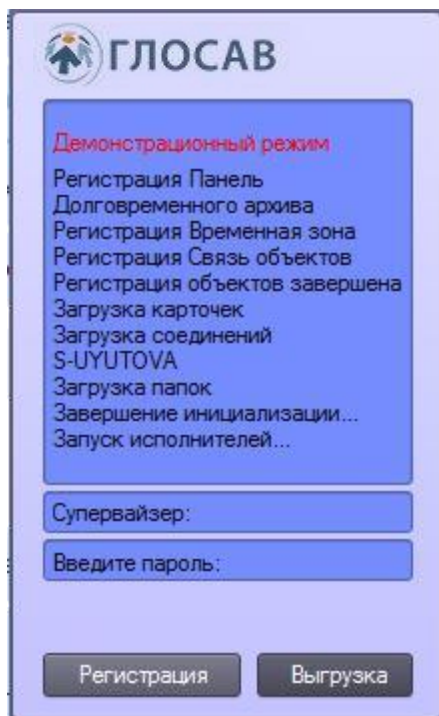 ГЛОСАВ
Демонстрационный режим
Регистрация Панель
Долговременного архива
Регистрация Временная зона
Регистрация Связь объектов
Регистрация объектов завершена
Загрузка карточек
Загрузка соединений
S-UYUTOVA
Загрузка папок
Завершение инициализации...
Запуск исполнителей...
Супервайзер:
Введите пароль:
Регистрация
Выгрузка